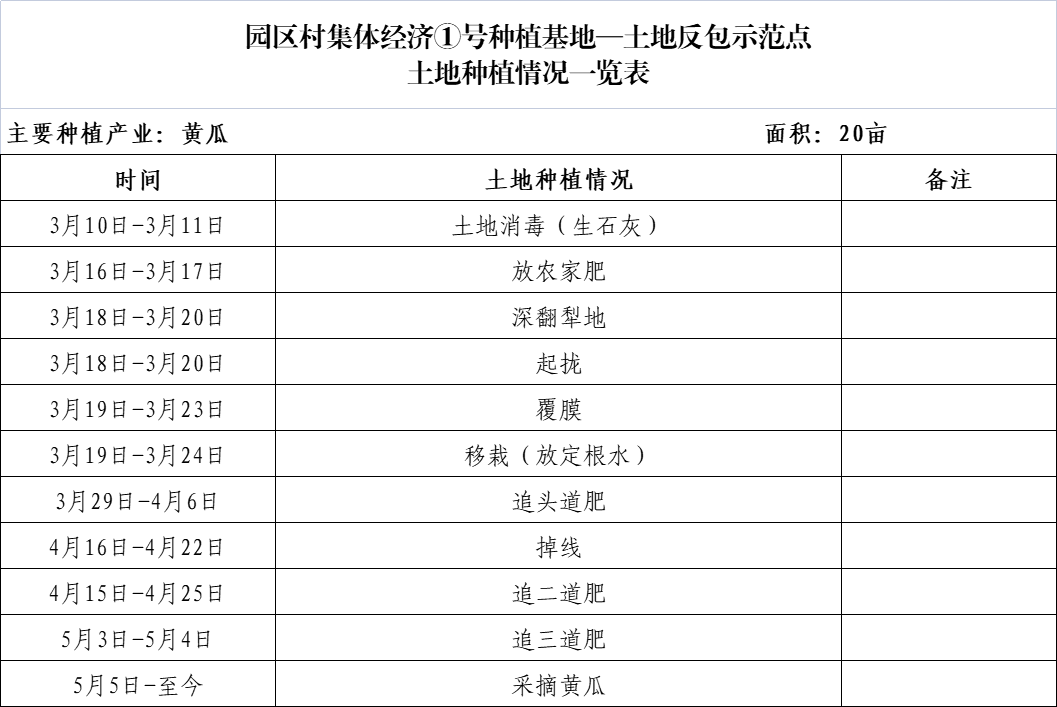 园区村集体经济①号种植基地—土地反包示范点
土地种植情况一览表
主要种植产业：黄瓜 面积：20亩
时间 土地种植情况 备注
3月10日-3月11日 土地消毒（生石灰）
3月16日-3月17日 放农家肥
3月18日-3月20日 深翻犁地
3月18日-3月20日 起拢
3月19日-3月23日 覆膜
3月19日-3月24日 移栽（放定根水）
3月29日-4月6日 追头道肥
4月16日-4月22日 掉线
4月15日-4月25日 追二道肥
5月3日-5月4日 追三道肥
5月5日-至今 采摘黄瓜